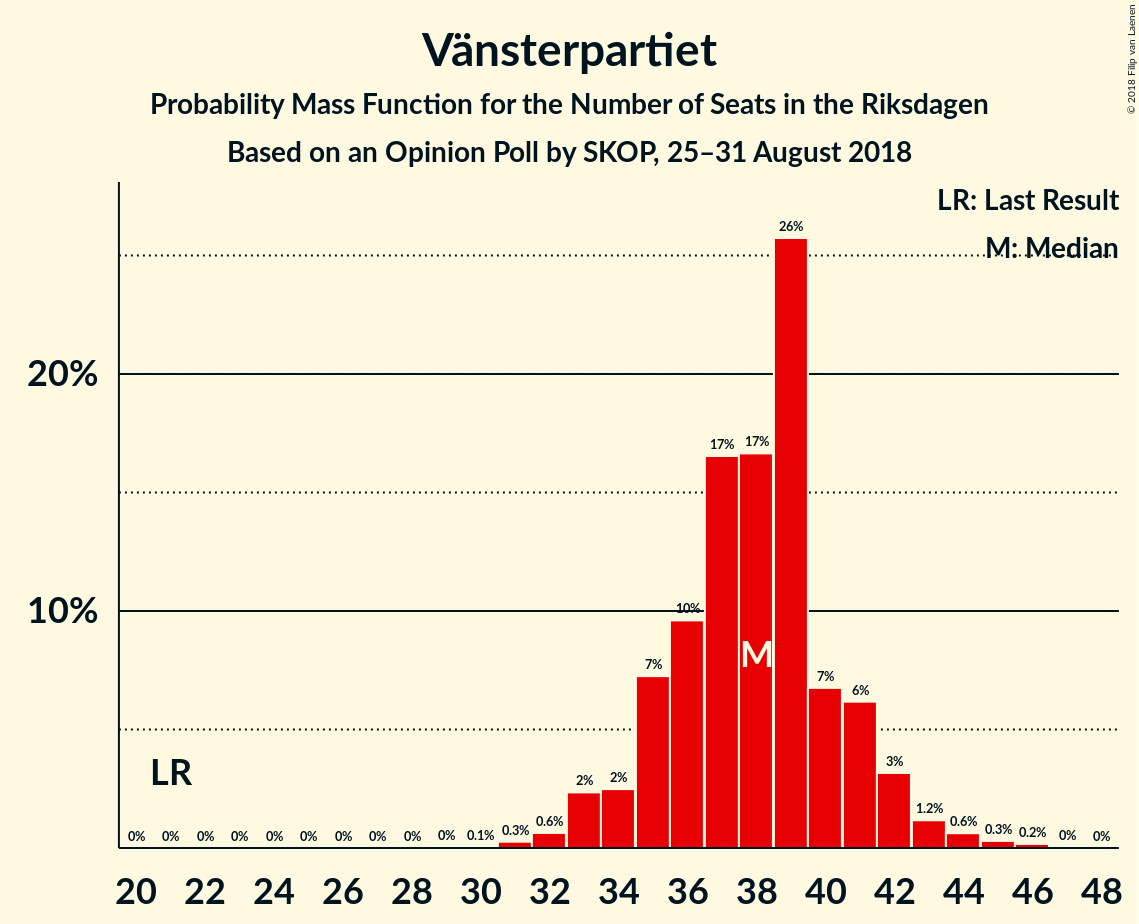 Vänsterpartiet
Probability Mass Function for the Number of Seats in the Riksdagen
Based on an Opinion Poll by SKOP, 25–31 August 2018
© 2018 Filip van Laenen
LR: Last Result
M: Median
20%
10%
26%
17% 17%
10%
7% 7% 6%
M
LR
2% 2% 3%
0% 0% 0% 0% 0% 0% 0% 0% 0% 0% 0.1% 0.3% 0.6% 1.2% 0.6% 0.3% 0.2% 0% 0%
20 22 24 26 28 30 32 34 36 38 40 42 44 46 48